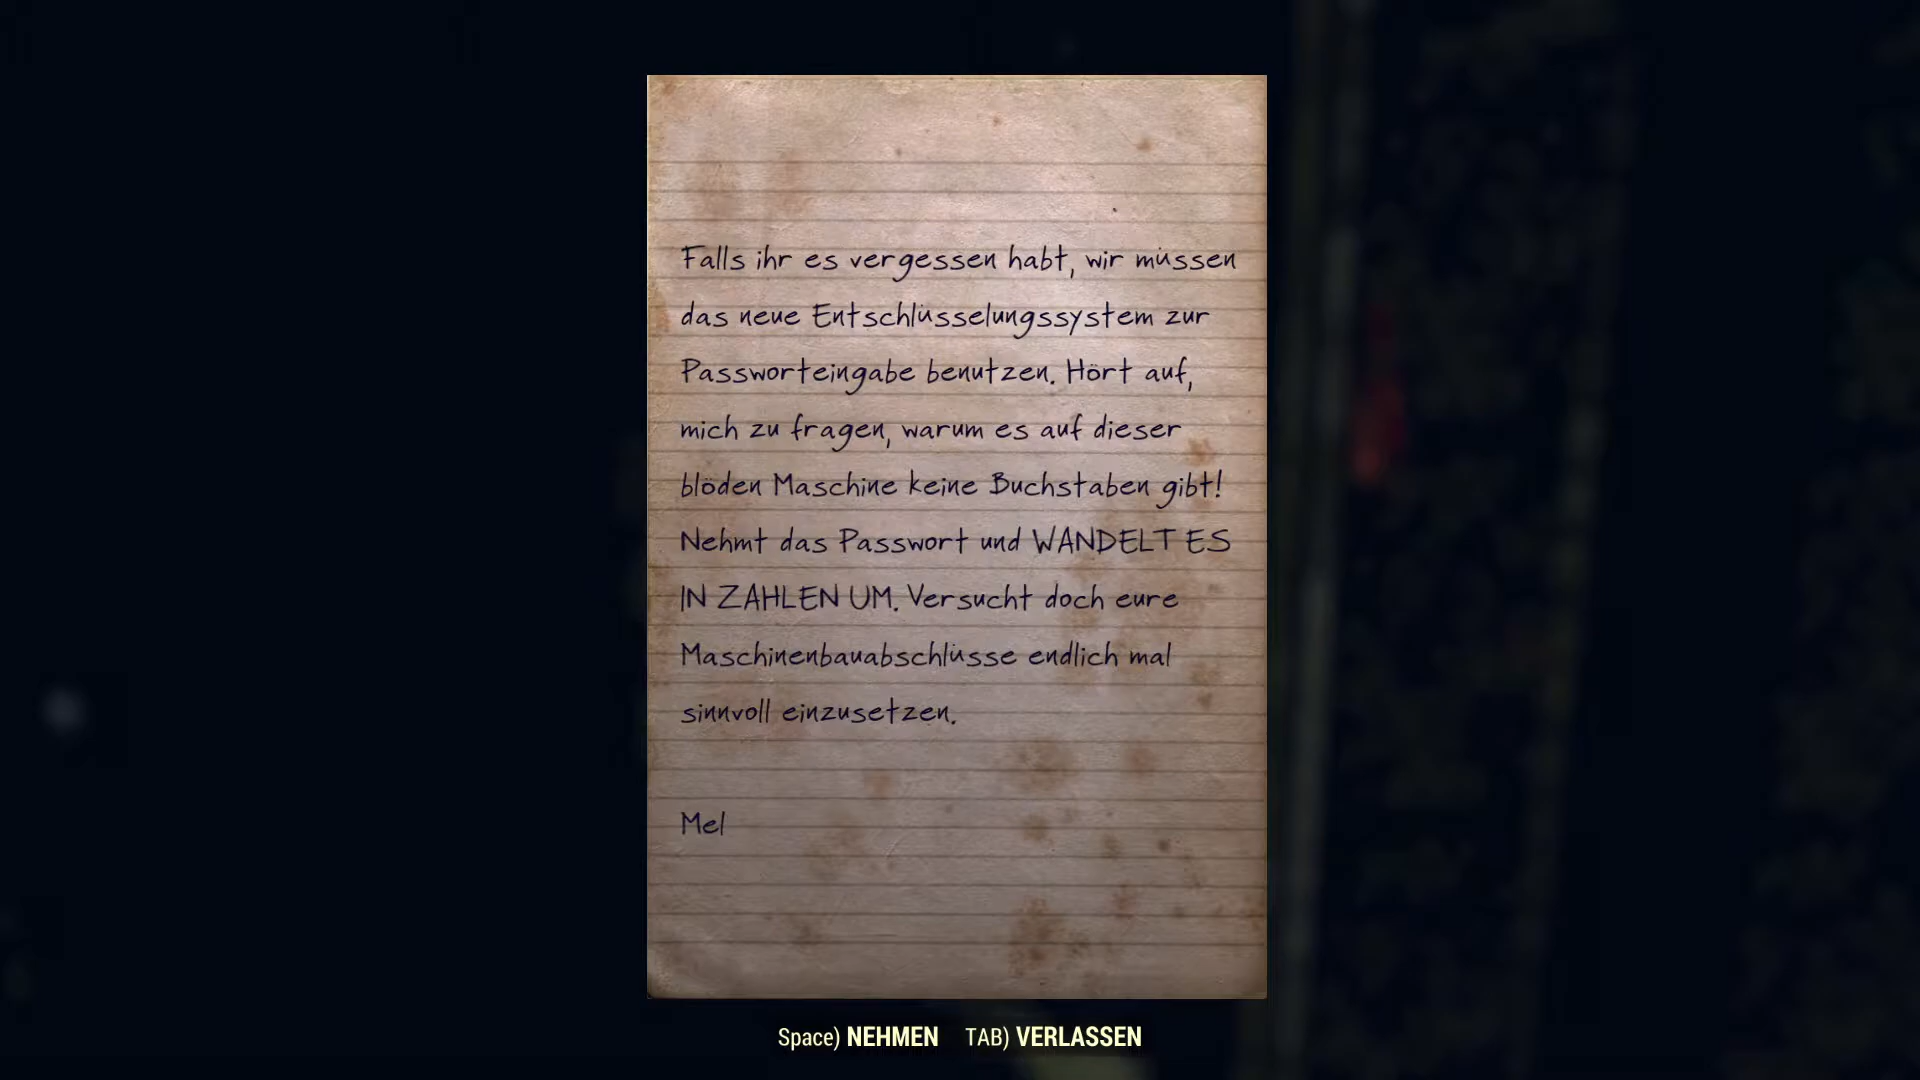 Falls ihr es vergessen habt, wir müssen
das neue Entschlüsselungssystem zur
Passworteingabe benutzen. Hört auf,
mich zu fragen, warum es auf dieser
blöden Maschine keine Buchstaben gibt!
Nehmt das Passwort und WANDELT ES
IN ZAHLEN UM. Versucht doch eure
Maschinenbauabschlüsse endlich mal
sinnvoll einzusetzen.
Mel
Space) NEHMEN TAB) VERLASSEN